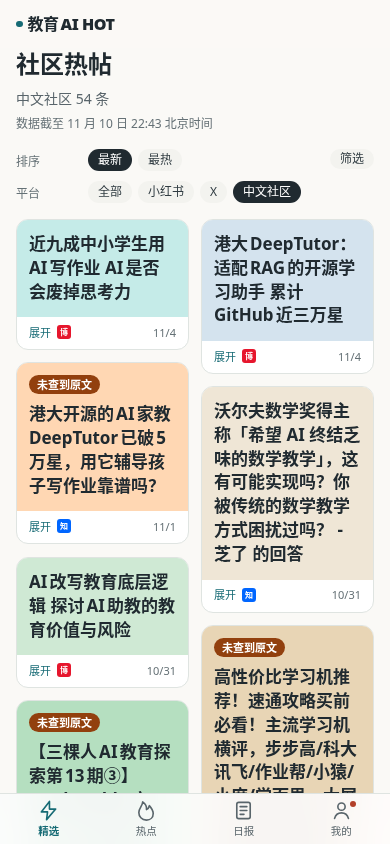 教育 AI HOT
社区热帖
中文社区 54 条
数据截至 11 月 10 日 22:43 北京时间
排序
最新
最热
筛选
平台
全部
小红书
X
中文社区
近九成中小学生用
AI 写作业 AI 是否
会废掉思考力
展开
博
11/4
港大 DeepTutor：
适配 RAG 的开源学
习助手 累计
GitHub 近三万星
展开
博
11/4
未查到原文
港大开源的 AI 家教
DeepTutor 已破 5
万星，用它辅导孩
子写作业靠谱吗？
展开
知
11/1
沃尔夫数学奖得主
称「希望 AI 终结乏
味的数学教学」，这
有可能实现吗？你
被传统的数学教学
方式困扰过吗？ -
芝了 的回答
展开
知
10/31
AI 改写教育底层逻
辑 探讨 AI 助教的教
育价值与风险
展开
博
10/31
未查到原文
高性价比学习机推
荐！速通攻略买前
必看！主流学习机
横评，步步高/科大
讯飞/作业帮/小猿/
未查到原文
【三棵人 AI 教育探
索第 13 期③】
精选
热点
日报
我的